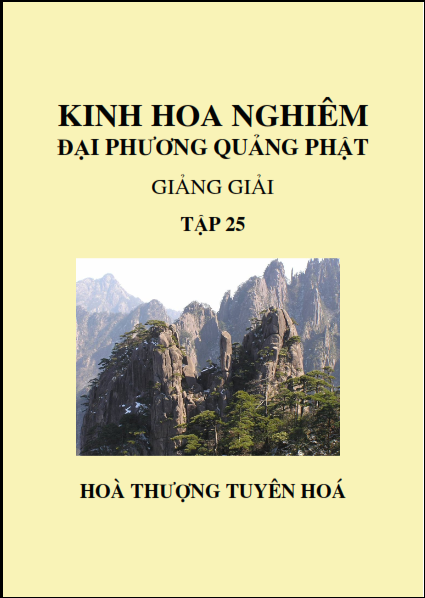 KINH HOA NGHIÊM
ĐẠI PHƯƠNG QUẢNG PHẬT
GIẢNG GIẢI
TẬP 25
HOÀ THƯỢNG TUYÊN HOÁ